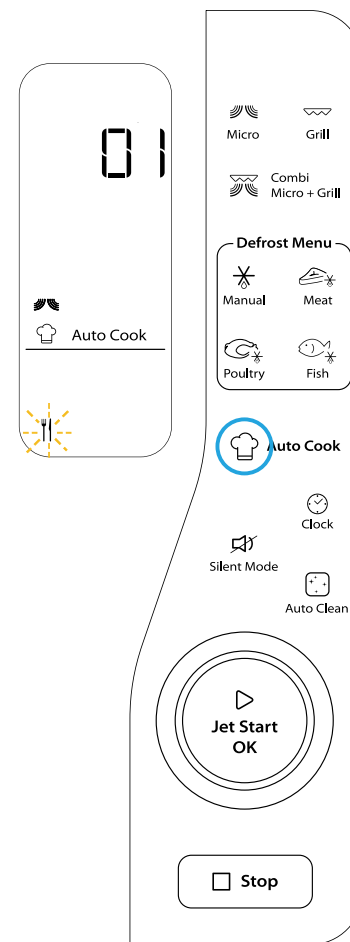 01
Auto Cook
Micro
Grill
Combi
Micro + Grill
Defrost Menu
Manual
Meat
Poultry
Fish
Auto Cook
Clock
Silent Mode
Auto Clean
Jet Start
OK
Stop